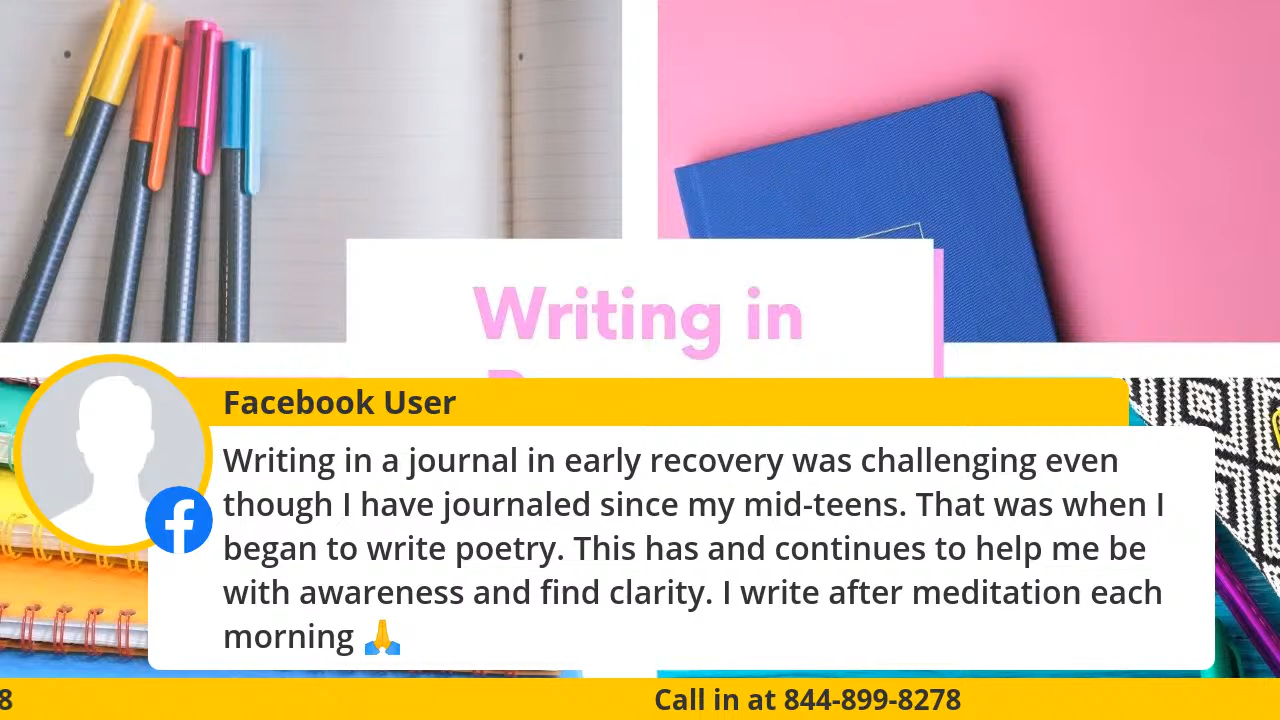 Writing in
Facebook User
Writing in a journal in early recovery was challenging even
though I have journaled since my mid-teens. That was when I
began to write poetry. This has and continues to help me be
with awareness and find clarity. I write after meditation each
morning 🙏
8
Call in at 844-899-8278